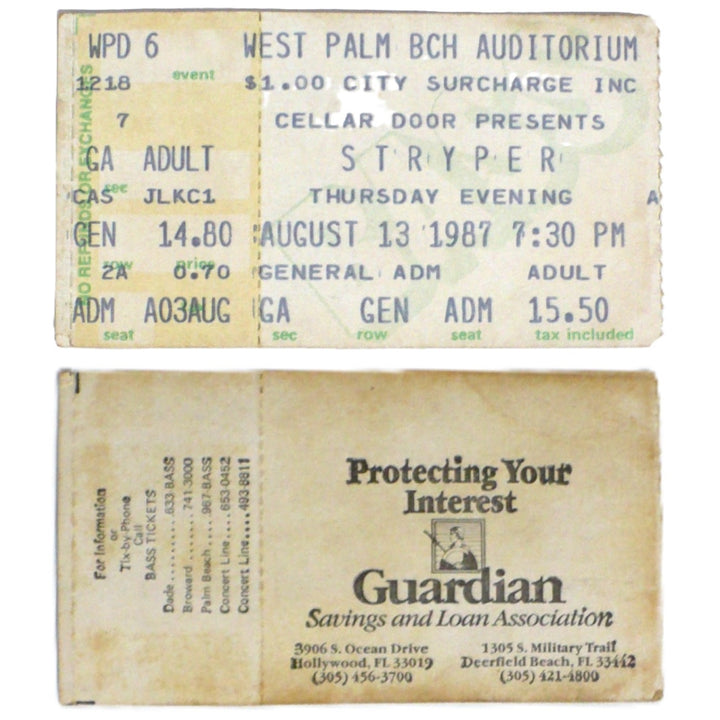 WPD 6 WEST PALM BCH AUDITORIUM
1218 event $1.00 CITY SURCHARGE INC
7 CELLAR DOOR PRESENTS
GA ADULT S T R Y P E R
sec
CAS JLKC1 THURSDAY EVENING A
GEN 14.80 AUGUST 13 1987 7:30 PM
row price
2A 0.70 GENERAL ADM ADULT
ADM A03AUG GA GEN ADM 15.50
seat sec row seat tax included
NO REFUNDS OR EXCHANGES
For Information
or
Tix-by-Phone
Call
BASS TICKETS
Dade.........633-BASS
Broward.......741-3000
Palm Beach....967-BASS
Concert Line....653-0452
Concert Line....493-8811
Protecting Your
Interest
Guardian
Savings and Loan Association
3906 S. Ocean Drive
Hollywood, FL 33019
(305) 456-3700
1305 S. Military Trail
Deerfield Beach, FL 33442
(305) 421-4800